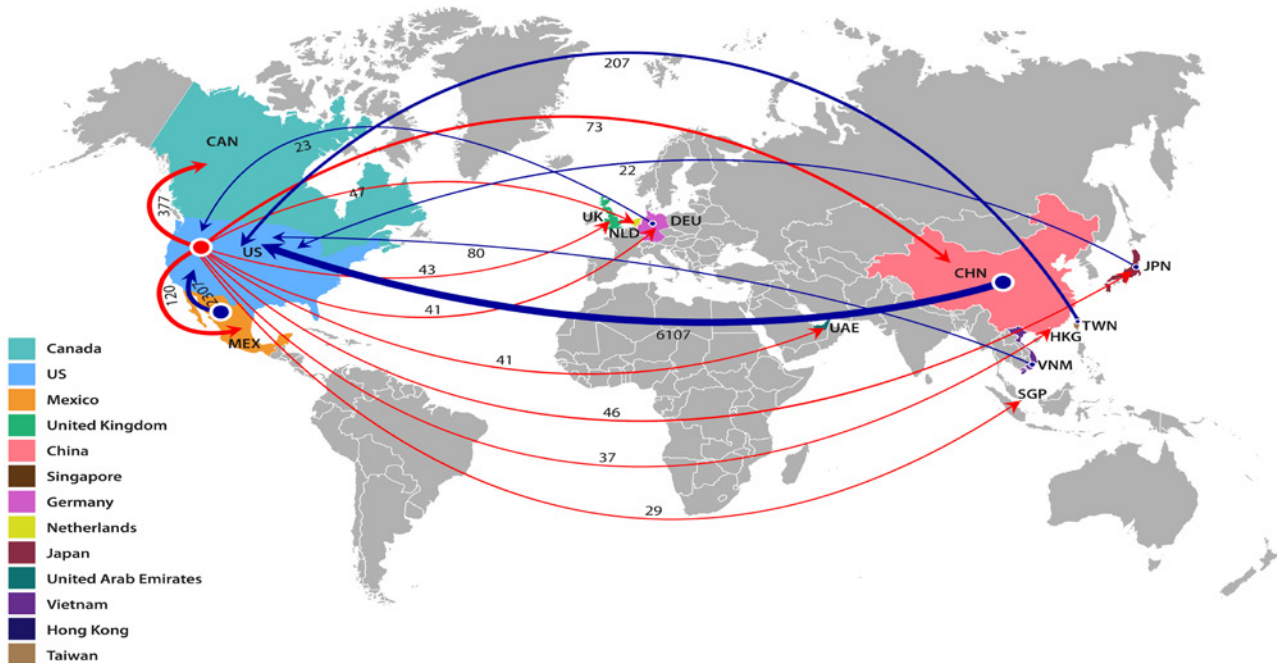 207
73
CAN
23
22
47
377
UK
DEU
NLD
US
80
43
CHN
JPN
2307
120
41
MEX
6107
UAE
TWN
HKG
41
VNM
SGP
46
37
29
Canada
US
Mexico
United Kingdom
China
Singapore
Germany
Netherlands
Japan
United Arab Emirates
Vietnam
Hong Kong
Taiwan